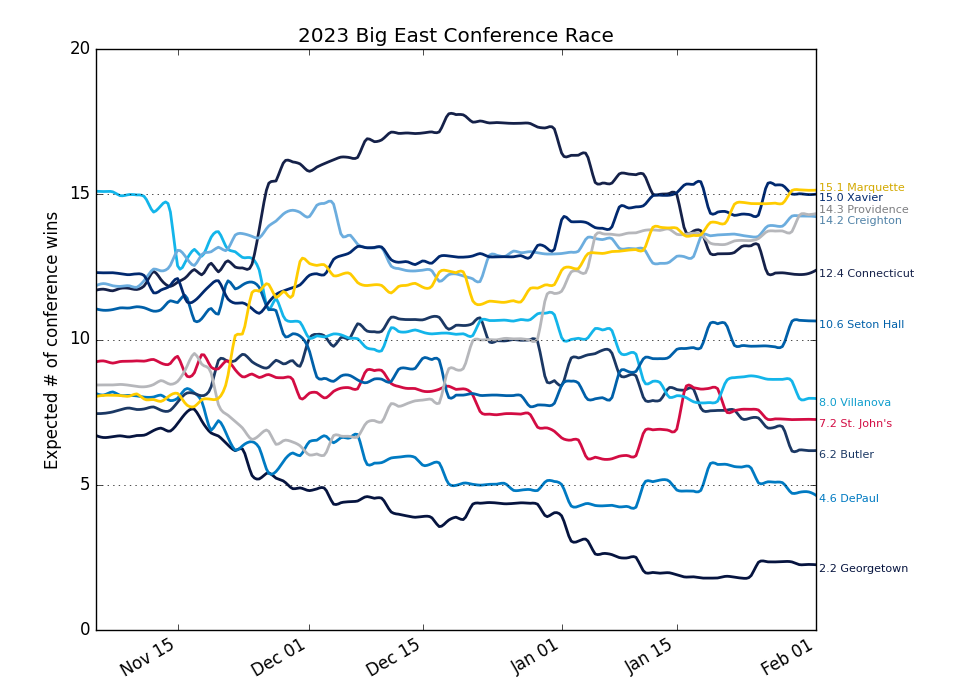 2023 Big East Conference Race
Expected # of conference wins
20
15
10
5
0
Nov 15
Dec 01
Dec 15
Jan 01
Jan 15
Feb 01
15.1 Marquette
15.0 Xavier
14.3 Providence
14.2 Creighton
12.4 Connecticut
10.6 Seton Hall
8.0 Villanova
7.2 St. John's
6.2 Butler
4.6 DePaul
2.2 Georgetown